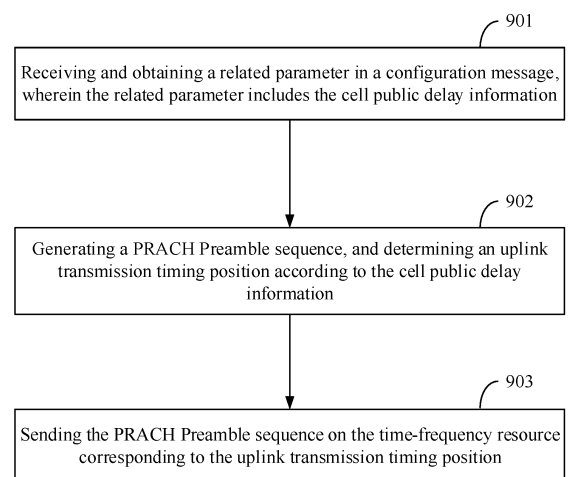 901
Receiving and obtaining a related parameter in a configuration message,
wherein the related parameter includes the cell public delay information
902
Generating a PRACH Preamble sequence, and determining an uplink
transmission timing position according to the cell public delay
information
903
Sending the PRACH Preamble sequence on the time-frequency resource
corresponding to the uplink transmission timing position